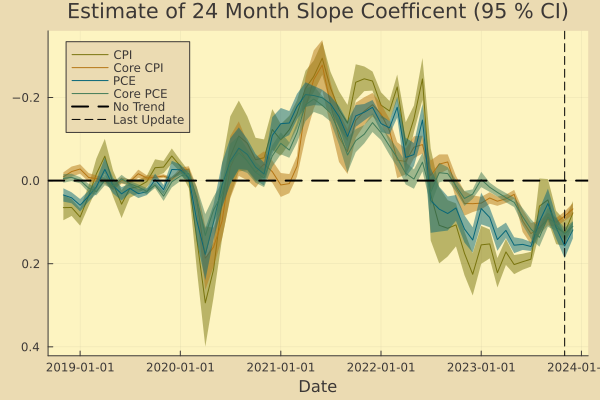 Estimate of 24 Month Slope Coefficent (95 % CI)
CPI
Core CPI
PCE
Core PCE
No Trend
Last Update
−0.2
0.0
0.2
0.4
2019-01-01 2020-01-01 2021-01-01 2022-01-01 2023-01-01 2024-01-
Date